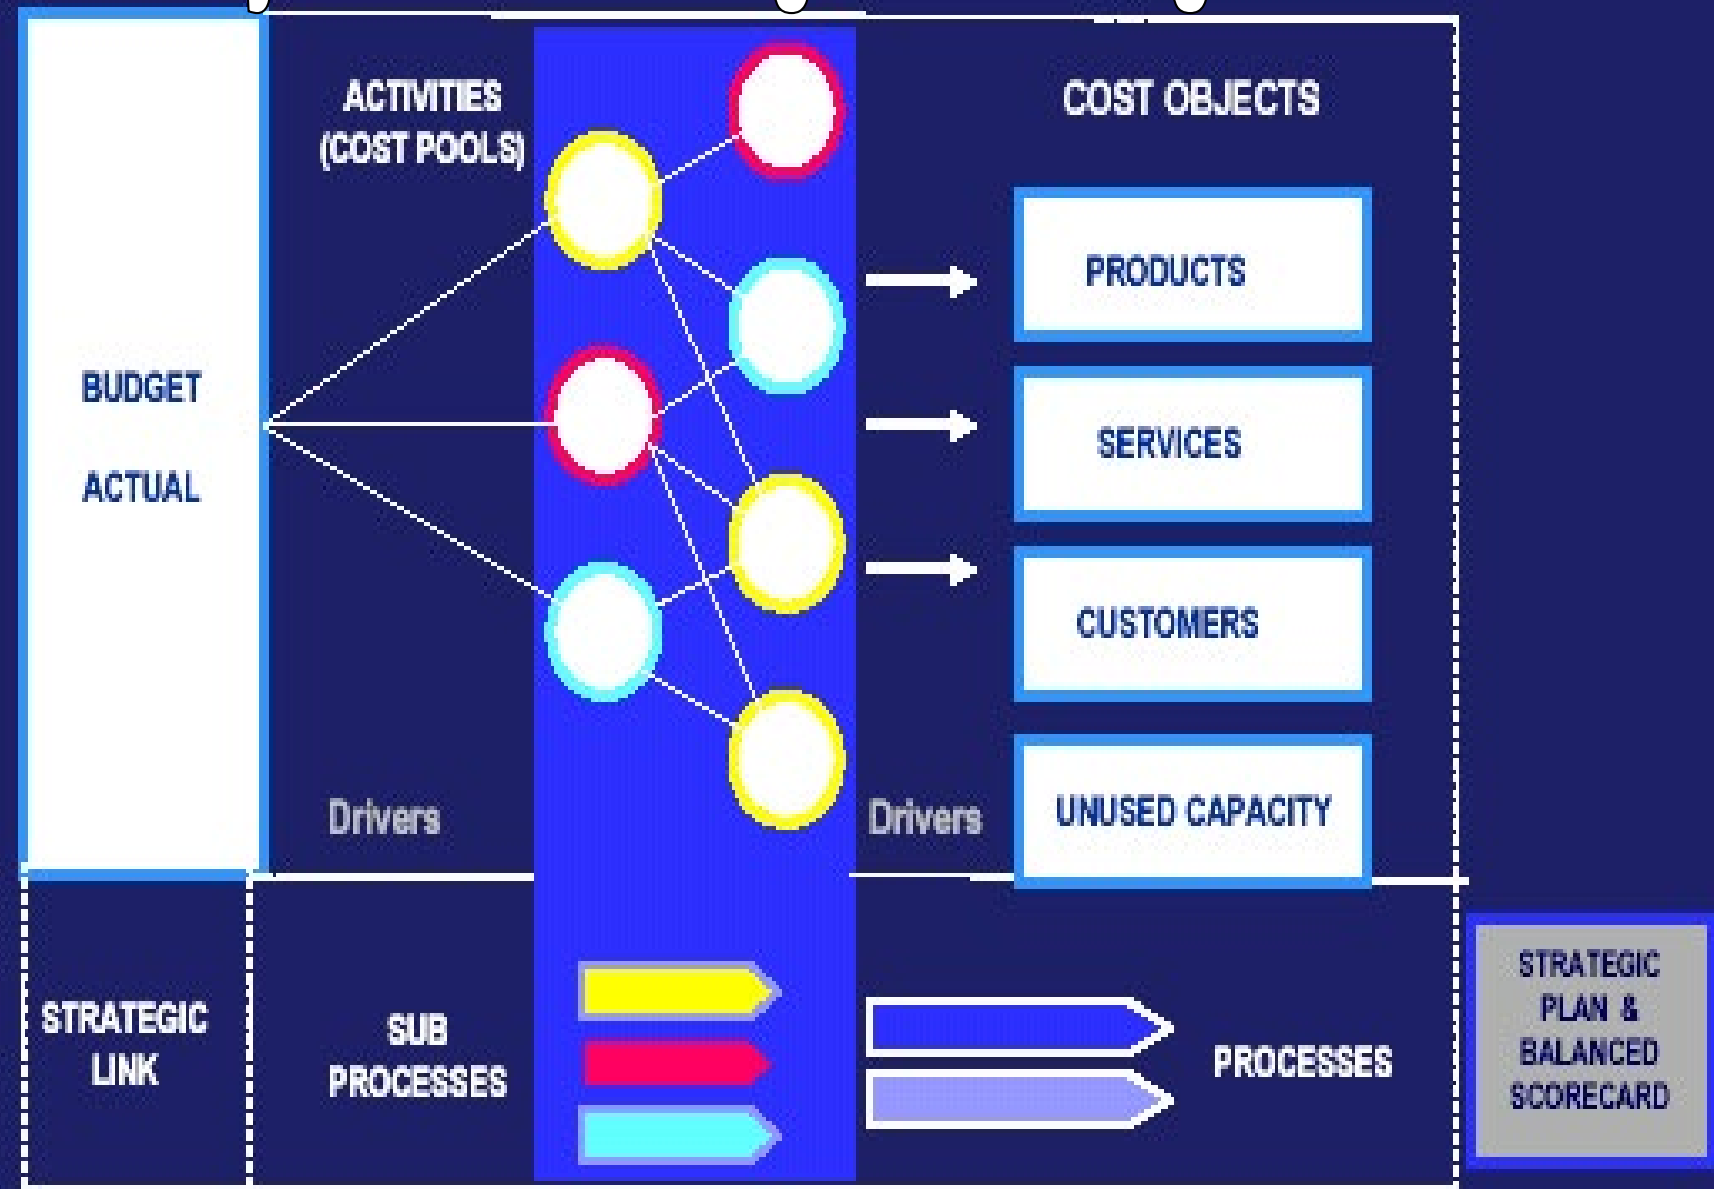 ACTIVITIES
(COST POOLS)
COST OBJECTS
PRODUCTS
BUDGET
SERVICES
ACTUAL
CUSTOMERS
Drivers
Drivers
UNUSED CAPACITY
STRATEGIC
LINK
SUB
PROCESSES
PROCESSES
STRATEGIC
PLAN &
BALANCED
SCORECARD